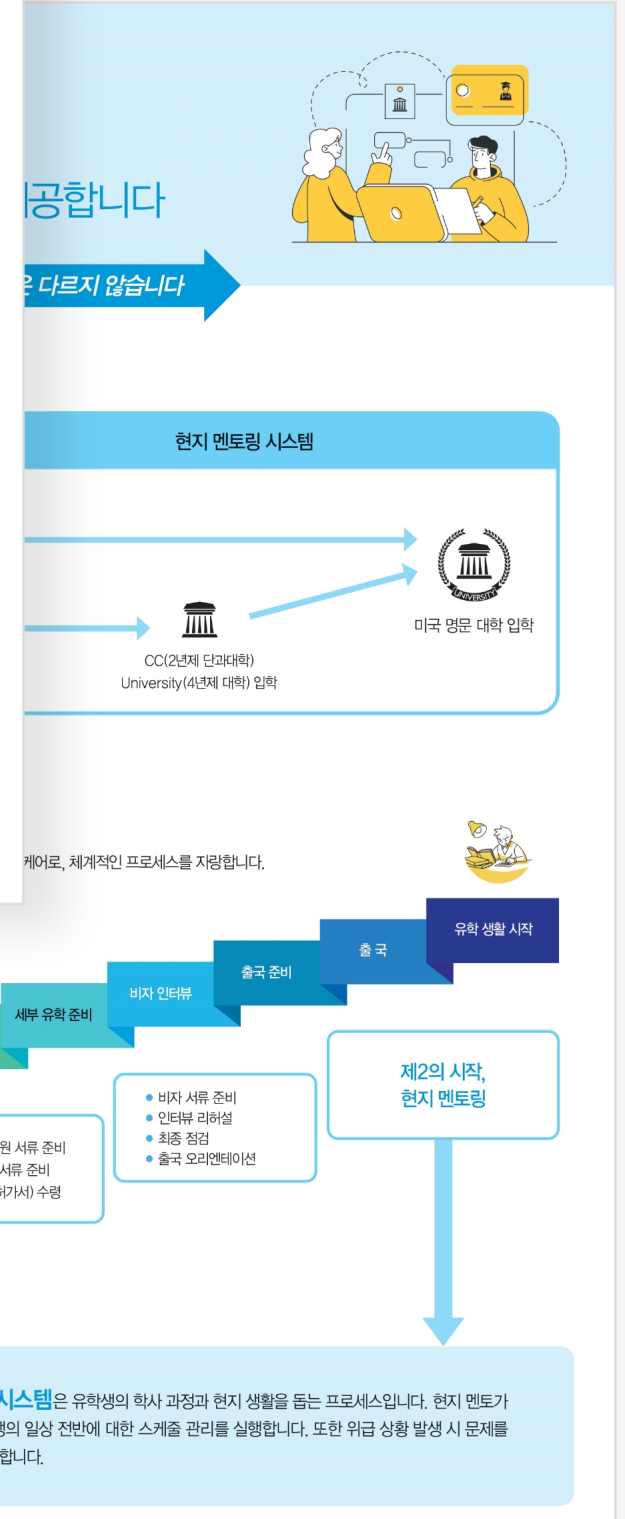 공합니다
다르지 않습니다
현지 멘토링 시스템
UNIVERSITY
미국 명문 대학 입학
CC(2년제 단과대학)
University(4년제 대학) 입학
케어로, 체계적인 프로세스를 자랑합니다.
유학 생활 시작
출 국
출국 준비
비자 인터뷰
세부 유학 준비
제2의 시작,
현지 멘토링
● 비자 서류 준비
● 인터뷰 리허설
● 최종 점검
● 출국 오리엔테이션
원 서류 준비
서류 준비
허가서) 수령
시스템은 유학생의 학사 과정과 현지 생활을 돕는 프로세스입니다. 현지 멘토가
생의 일상 전반에 대한 스케줄 관리를 실행합니다. 또한 위급 상황 발생 시 문제를
합니다.